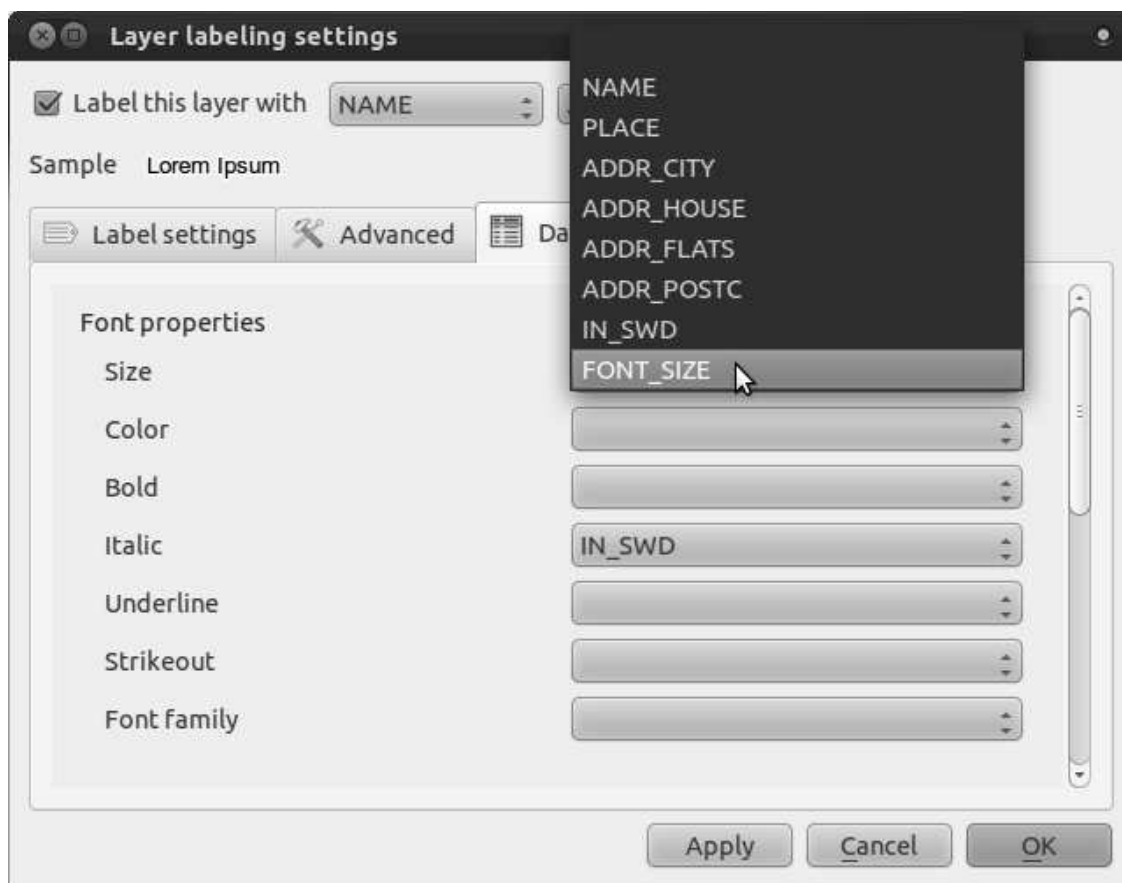 Layer labeling settings
Label this layer with NAME
Sample Lorem Ipsum
Label settings Advanced Da
NAME
PLACE
ADDR_CITY
ADDR_HOUSE
ADDR_FLATS
ADDR_POSTC
IN_SWD
FONT_SIZE
Font properties
Size
Color
Bold
Italic IN_SWD
Underline
Strikeout
Font family
Apply Cancel OK